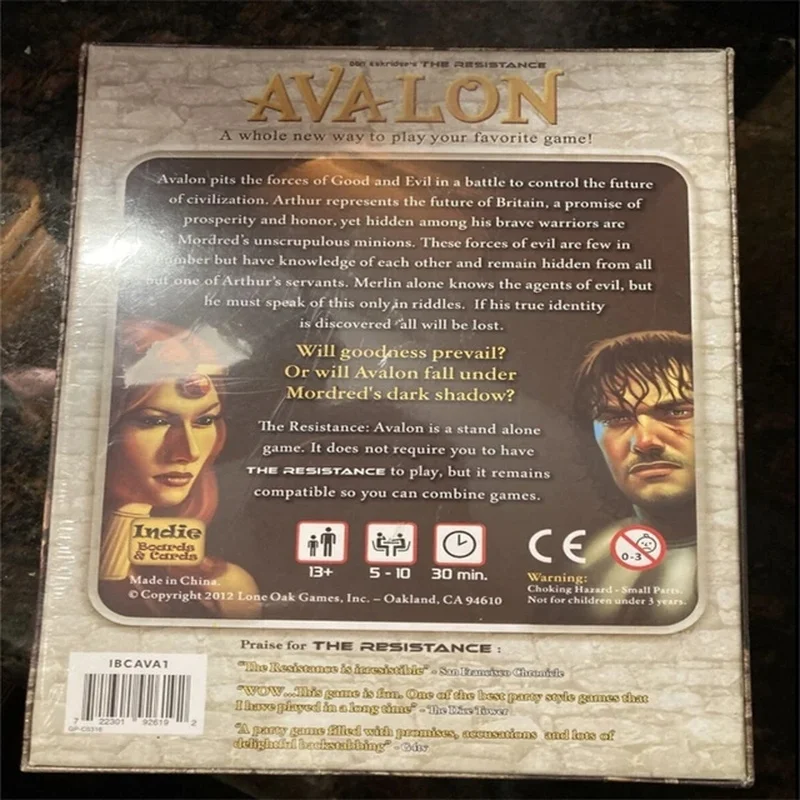 Don Eskridge's THE RESISTANCE
AVALON
A whole new way to play your favorite game!
Avalon pits the forces of Good and Evil in a battle to control the future
of civilization. Arthur represents the future of Britain, a promise of
prosperity and honor, yet hidden among his brave warriors are
Mordred's unscrupulous minions. These forces of evil are few in
number but have knowledge of each other and remain hidden from all
but one of Arthur's servants. Merlin alone knows the agents of evil, but
he must speak of this only in riddles. If his true identity
is discovered all will be lost.
Will goodness prevail?
Or will Avalon fall under
Mordred's dark shadow?
The Resistance: Avalon is a stand alone
game. It does not require you to have
THE RESISTANCE to play, but it remains
compatible so you can combine games.
Indie
Boards
& Cards
13+
5 - 10
30 min.
CE
0-3
Warning:
Choking Hazard - Small Parts.
Not for children under 3 years.
Made in China.
© Copyright 2012 Lone Oak Games, Inc. – Oakland, CA 94610
Praise for THE RESISTANCE :
"The Resistance is irresistible" - San Francisco Chronicle
"WOW...This game is fun. One of the best party style games that
I have played in a long time" - The Dice Tower
"A party game filled with promises, accusations and lots of
delightful backstabbing" - G4tv
IBCAVA1
7 22301 92619 2
GP-C0316